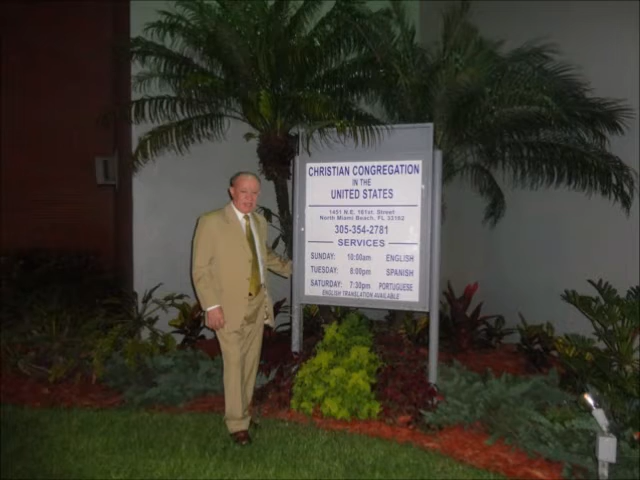 CHRISTIAN CONGREGATION
IN THE
UNITED STATES
1451 N.E. 161st. Street
North Miami Beach, FL 33162
305-354-2781
SERVICES
SUNDAY: 10:00am ENGLISH
TUESDAY: 8:00pm SPANISH
SATURDAY: 7:30pm PORTUGUESE
ENGLISH TRANSLATION AVAILABLE